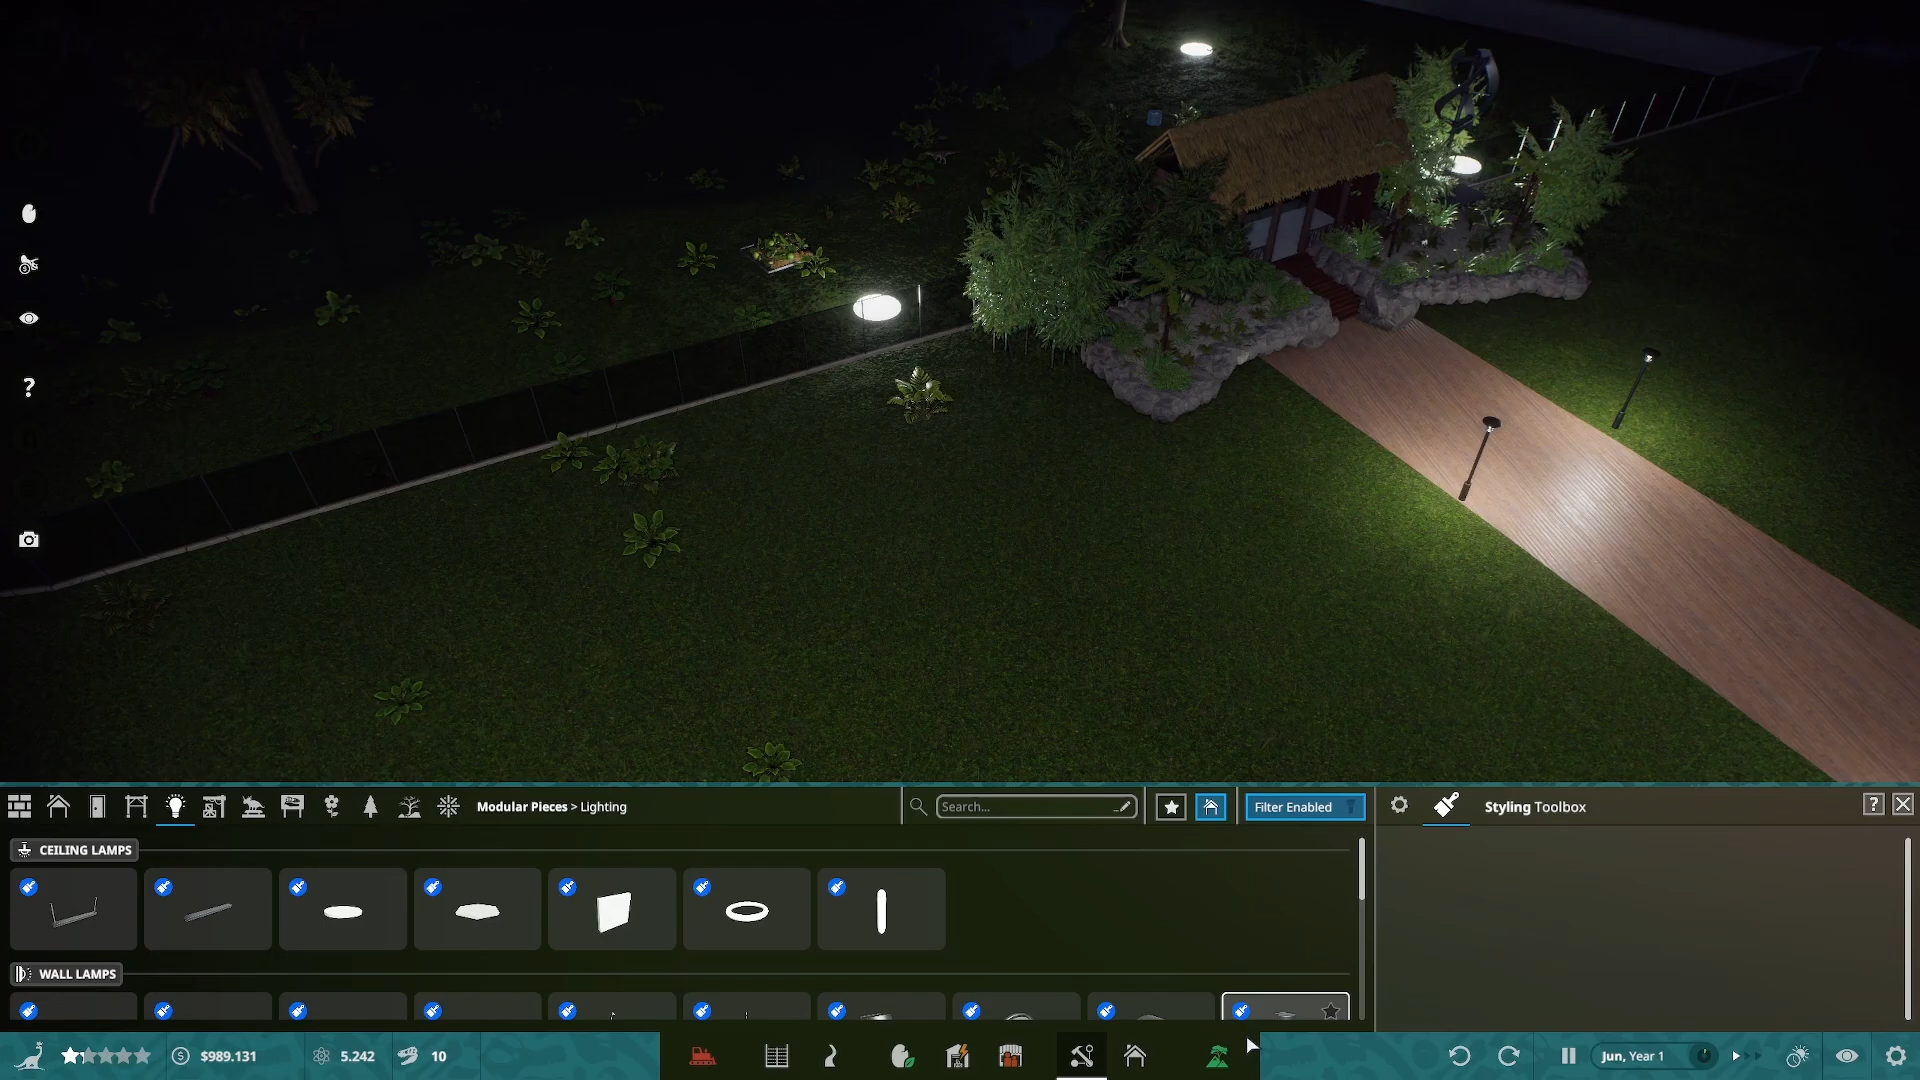 ?
Modular Pieces > Lighting
Search...
Filter Enabled
Styling Toolbox
?
CEILING LAMPS
WALL LAMPS
$989.131
5.242
10
Jun, Year 1